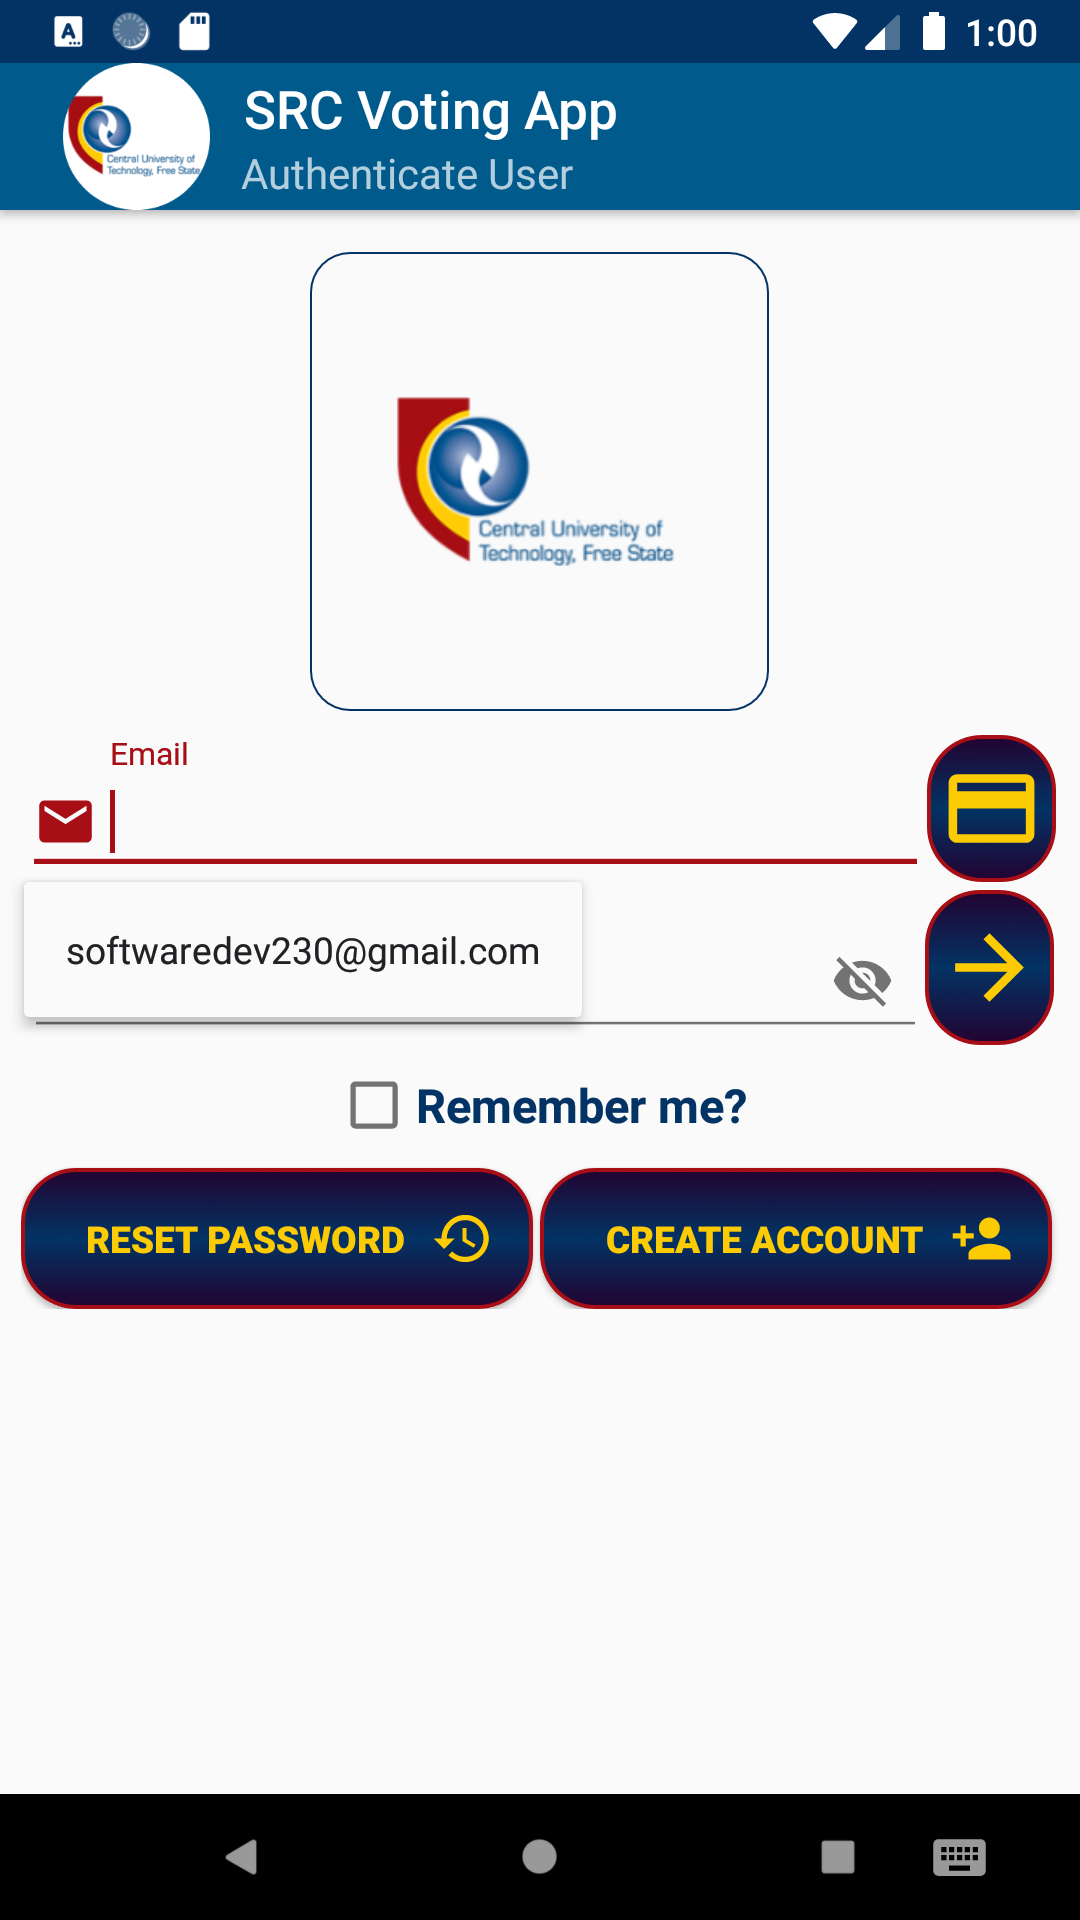 1:00
SRC Voting App
Authenticate User
Central University of
Technology, Free State
Central University of
Technology, Free State
Email
softwaredev230@gmail.com
Remember me?
RESET PASSWORD
CREATE ACCOUNT